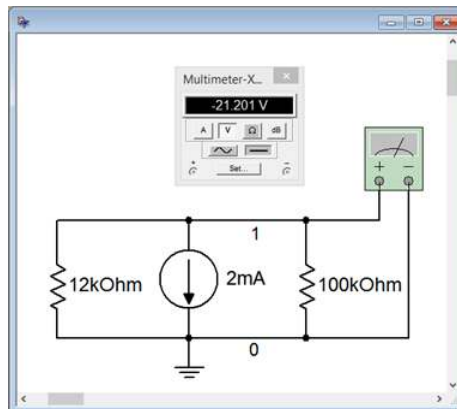 Multimeter-X...
-21.201 V
A V Ω dB
+ Set... -
+ -
1
12kOhm 2mA 100kOhm
0